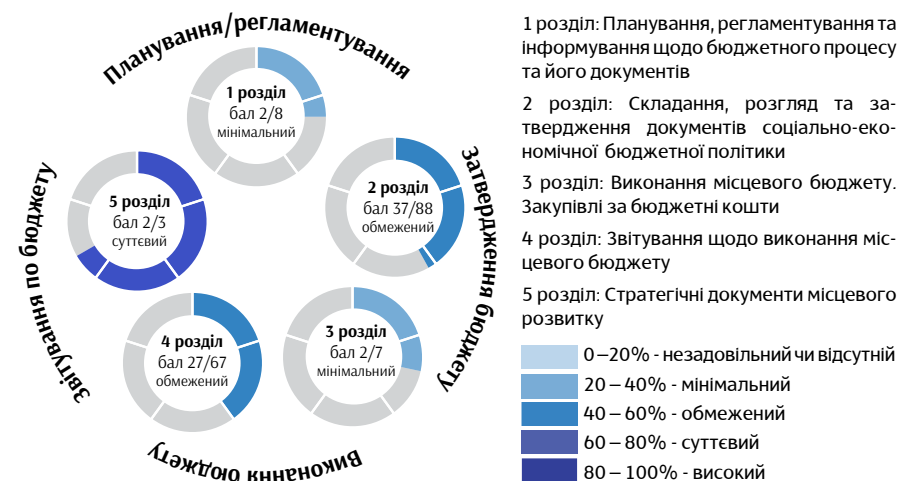 Планування/регламентування
1 розділ
бал 2/8
мінімальний
Затвердження бюджету
2 розділ
бал 37/88
обмежений
3 розділ
бал 2/7
мінімальний
Виконання бюджету
4 розділ
бал 27/67
обмежений
Звітування по бюджету
5 розділ
бал 2/3
суттєвий
1 розділ: Планування, регламентування та
інформування щодо бюджетного процесу
та його документів
2 розділ: Складання, розгляд та за-
твердження документів соціально-еко-
номічної бюджетної політики
3 розділ: Виконання місцевого бюджету.
Закупівлі за бюджетні кошти
4 розділ: Звітування щодо виконання міс-
цевого бюджету
5 розділ: Стратегічні документи місцевого
розвитку
0–20% - незадовільний чи відсутній
20 – 40% - мінімальний
40 – 60% - обмежений
60 – 80% - суттєвий
80 – 100% - високий